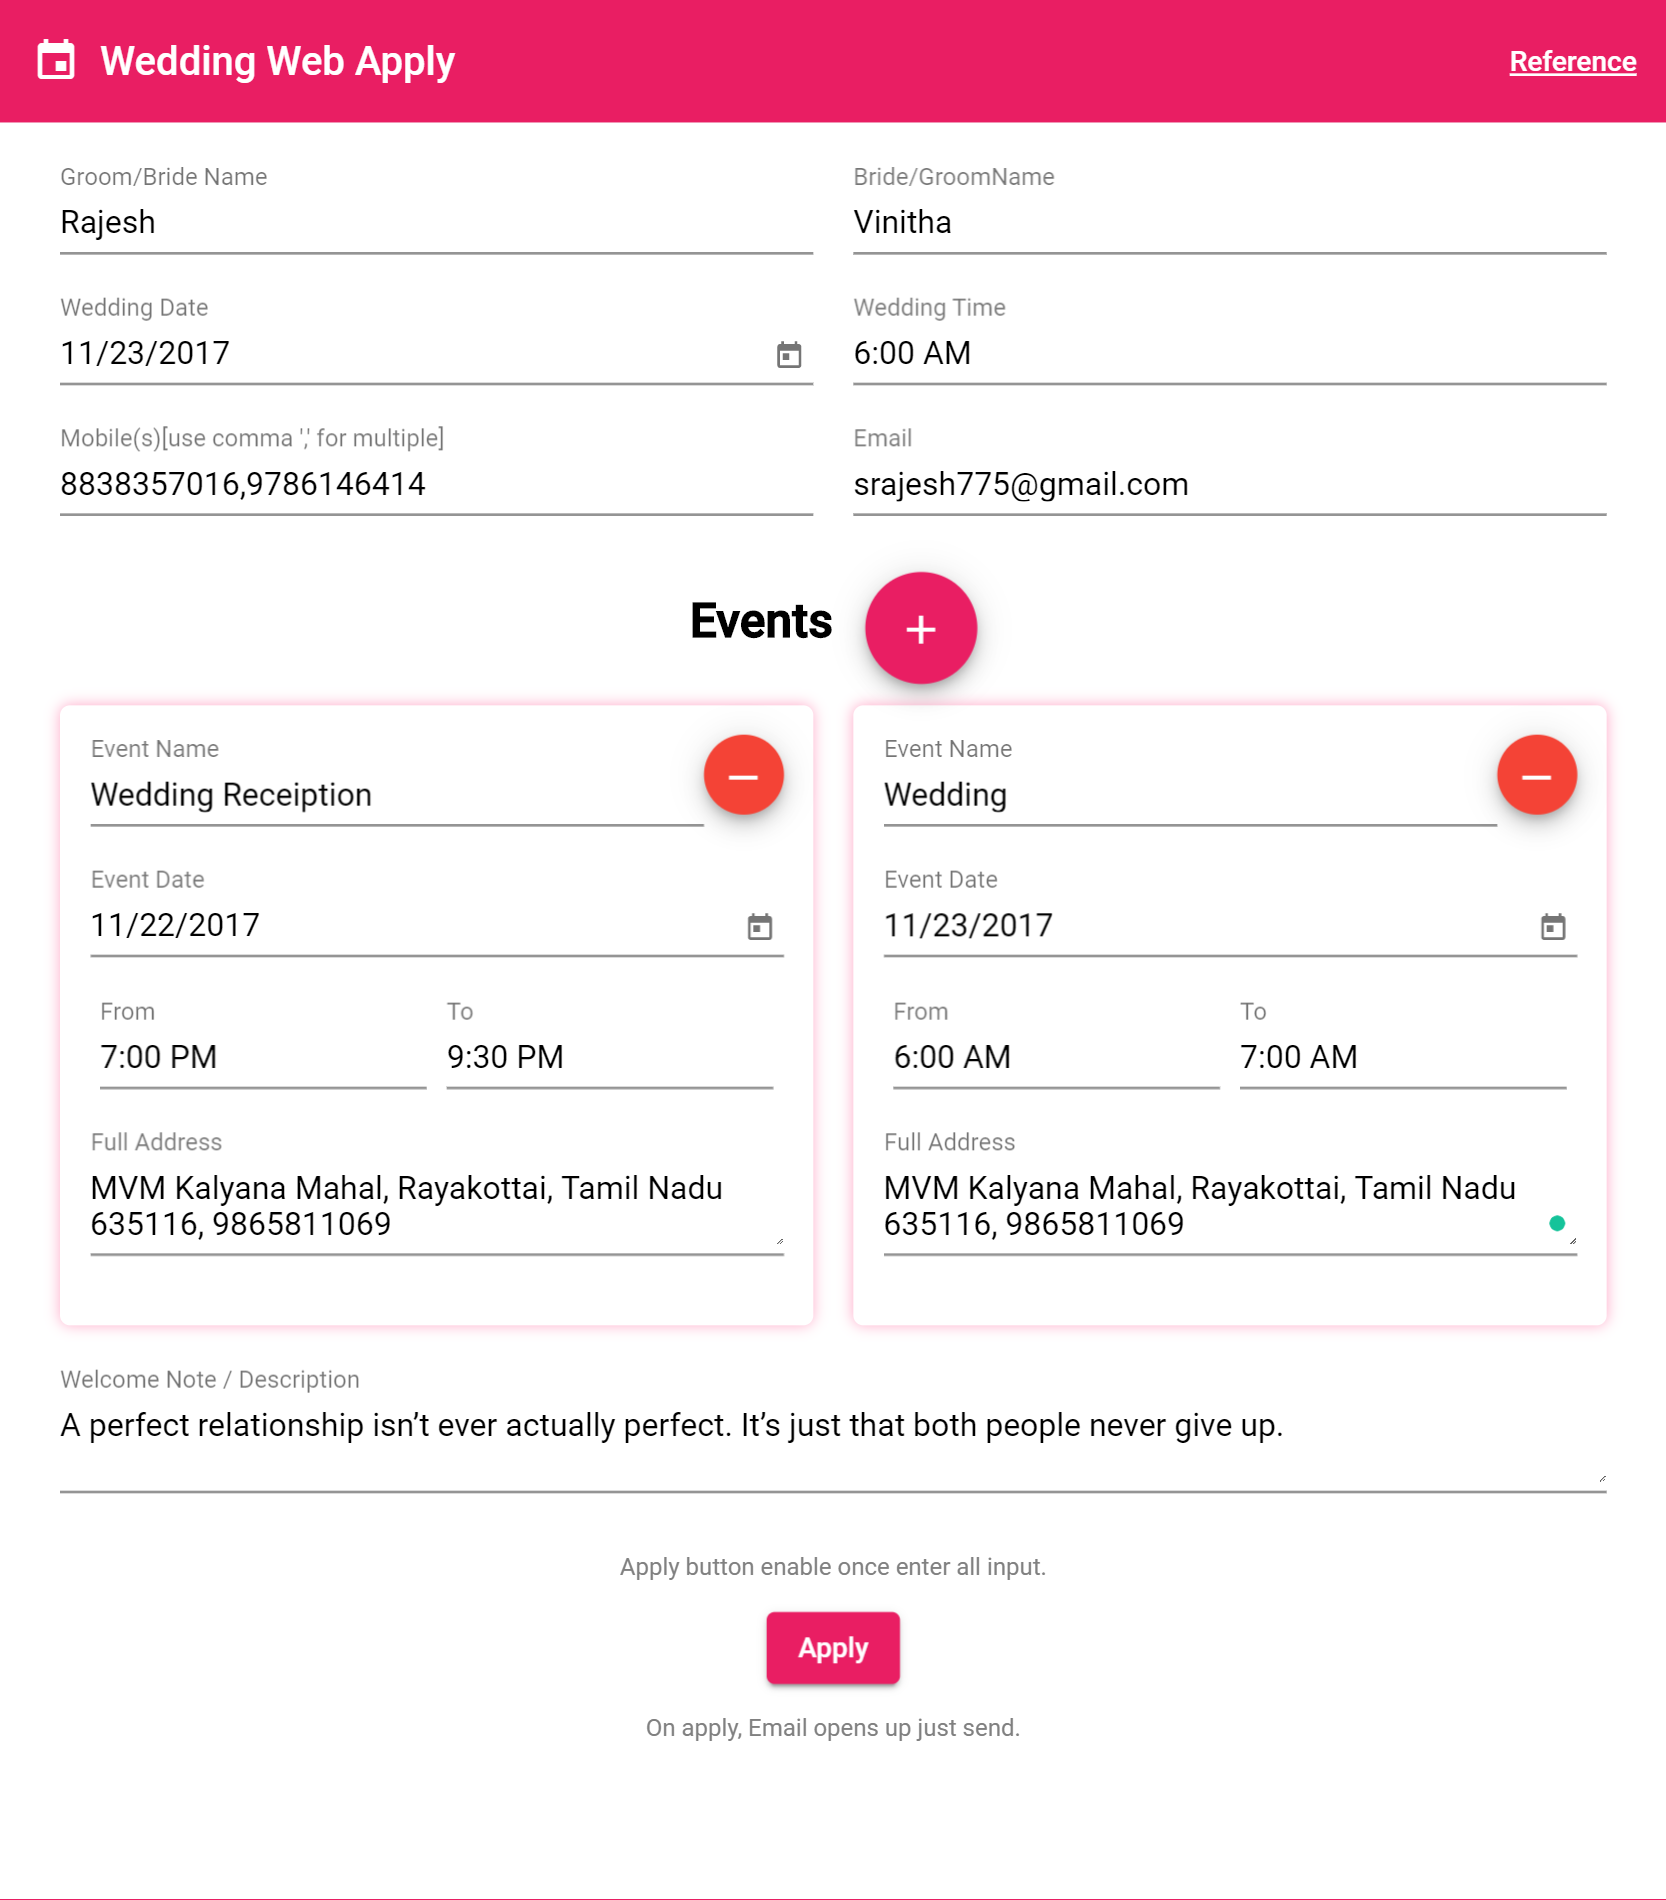 Wedding Web Apply
Reference
Groom/Bride Name
Rajesh
Bride/GroomName
Vinitha
Wedding Date
11/23/2017
Wedding Time
6:00 AM
Mobile(s)[use comma ',' for multiple]
8838357016,9786146414
Email
srajesh775@gmail.com
Events
+
Event Name
Wedding Receiption
Event Date
11/22/2017
From
7:00 PM
To
9:30 PM
Full Address
MVM Kalyana Mahal, Rayakottai, Tamil Nadu
635116, 9865811069
Event Name
Wedding
Event Date
11/23/2017
From
6:00 AM
To
7:00 AM
Full Address
MVM Kalyana Mahal, Rayakottai, Tamil Nadu
635116, 9865811069
Welcome Note / Description
A perfect relationship isn’t ever actually perfect. It’s just that both people never give up.
Apply button enable once enter all input.
Apply
On apply, Email opens up just send.